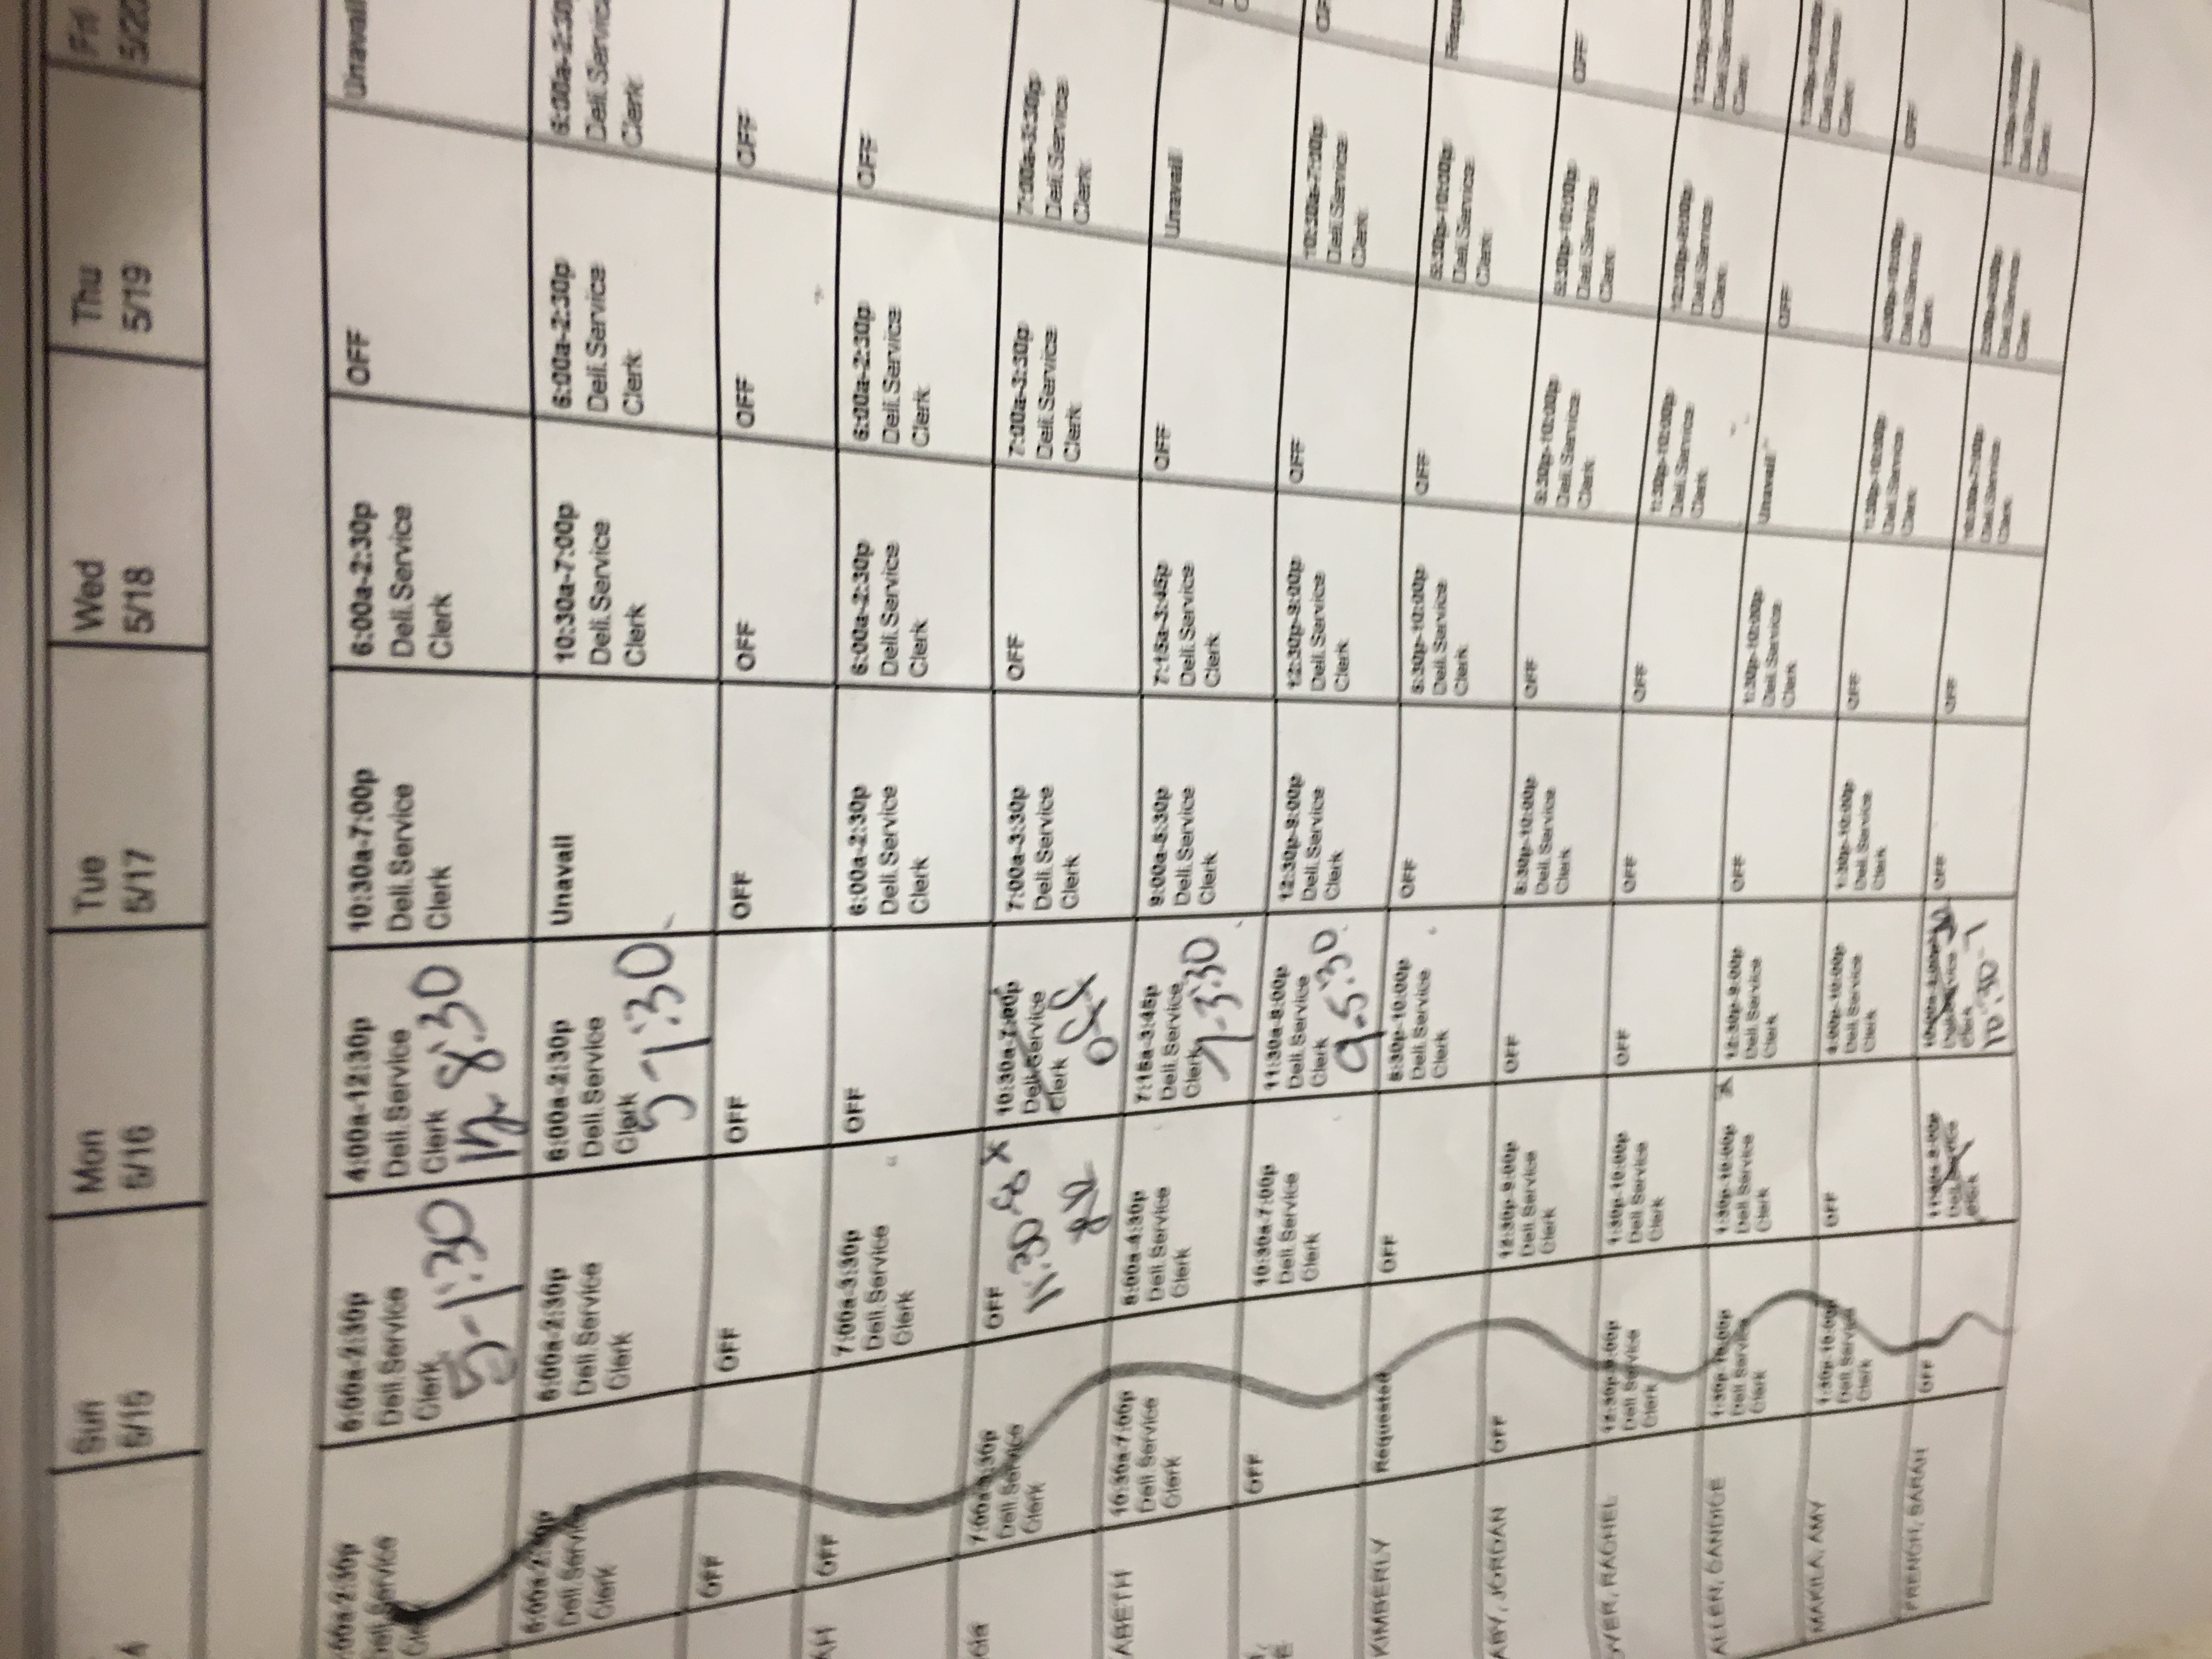 4
Sun
5/15
Mon
5/16
Tue
5/17
Wed
5/18
Thu
5/19
Fri
5/20
:00a-2:30p
Deli.Service
Clerk
6:00a-2:30p
Deli.Service
Clerk
5-1:30
4:00a-12:30p
Deli.Service
Clerk
12-8:30
10:30a-7:00p
Deli.Service
Clerk
6:00a-2:30p
Deli.Service
Clerk
OFF
Unavail
6:00a-2:30p
Deli.Service
Clerk
6:00a-2:30p
Deli.Service
Clerk
6:00a-2:30p
Deli.Service
Clerk
5-1:30
Unavail
10:30a-7:00p
Deli.Service
Clerk
6:00a-2:30p
Deli.Service
Clerk
6:00a-2:30
Deli.Service
Clerk
OFF
OFF
OFF
OFF
OFF
OFF
OFF
AH
OFF
7:00a-3:30p
Deli.Service
Clerk
OFF
6:00a-2:30p
Deli.Service
Clerk
6:00a-2:30p
Deli.Service
Clerk
6:00a-2:30p
Deli.Service
Clerk
OFF
7:00a-3:30p
Deli.Service
Clerk
OFF
11:30-8 x
10:30a-7:00p
Deli.Service
Clerk
off
7:00a-3:30p
Deli.Service
Clerk
OFF
7:00a-3:30p
Deli.Service
Clerk
7:00a-3:30p
Deli.Service
Clerk
ABETH
10:30a-7:00p
Deli.Service
Clerk
8:00a-4:30p
Deli.Service
Clerk
7:15a-3:45p
Deli.Service
Clerk
7-3:30
9:00a-5:30p
Deli.Service
Clerk
7:15a-3:45p
Deli.Service
Clerk
OFF
Unavail
OFF
10:30a-7:00p
Deli.Service
Clerk
11:30a-8:00p
Deli.Service
Clerk
9-5:30
12:30p-9:00p
Deli.Service
Clerk
12:30p-9:00p
Deli.Service
Clerk
OFF
10:30a-7:00p
Deli.Service
Clerk
KIMBERLY
Requested
OFF
5:30p-10:00p
Deli.Service
Clerk
OFF
5:30p-10:00p
Deli.Service
Clerk
OFF
5:30p-10:00p
Deli.Service
Clerk
Reque
ABY, JORDAN
OFF
12:30p-9:00p
Deli.Service
Clerk
OFF
5:30p-10:00p
Deli.Service
Clerk
OFF
5:30p-10:00p
Deli.Service
Clerk
5:30p-10:00p
Deli.Service
Clerk
OFF
OYER, RACHEL
12:30p-9:00p
Deli.Service
Clerk
1:30p-10:00p
Deli.Service
Clerk
OFF
OFF
OFF
1:30p-10:00p
Deli.Service
Clerk
12:30p-9:00p
Deli.Service
Clerk
Deli.Service
Clerk
ALLEN, CANDICE
1:30p-10:00p
Deli.Service
Clerk
1:30p-10:00p
Deli.Service
Clerk
12:30p-9:00p
Deli.Service
Clerk
OFF
1:30p-10:00p
Deli.Service
Clerk
Unavail
OFF
1:30p-10:00p
Deli.Service
Clerk
MAKILA, AMY
1:30p-10:00p
Deli.Service
Clerk
OFF
4:00p-10:00p
Deli.Service
Clerk
1:30p-10:00p
Deli.Service
Clerk
OFF
1:30p-10:00p
Deli.Service
Clerk
4:00p-10:00p
Deli.Service
Clerk
OFF
FRENCH, SARAH
OFF
Deli.Service
Clerk
Deli.Service
Clerk
10:30-7
OFF
OFF
10:30a-7:00p
Deli.Service
Clerk
Deli.Service
Clerk
1:30p-10:00p
Deli.Service
Clerk